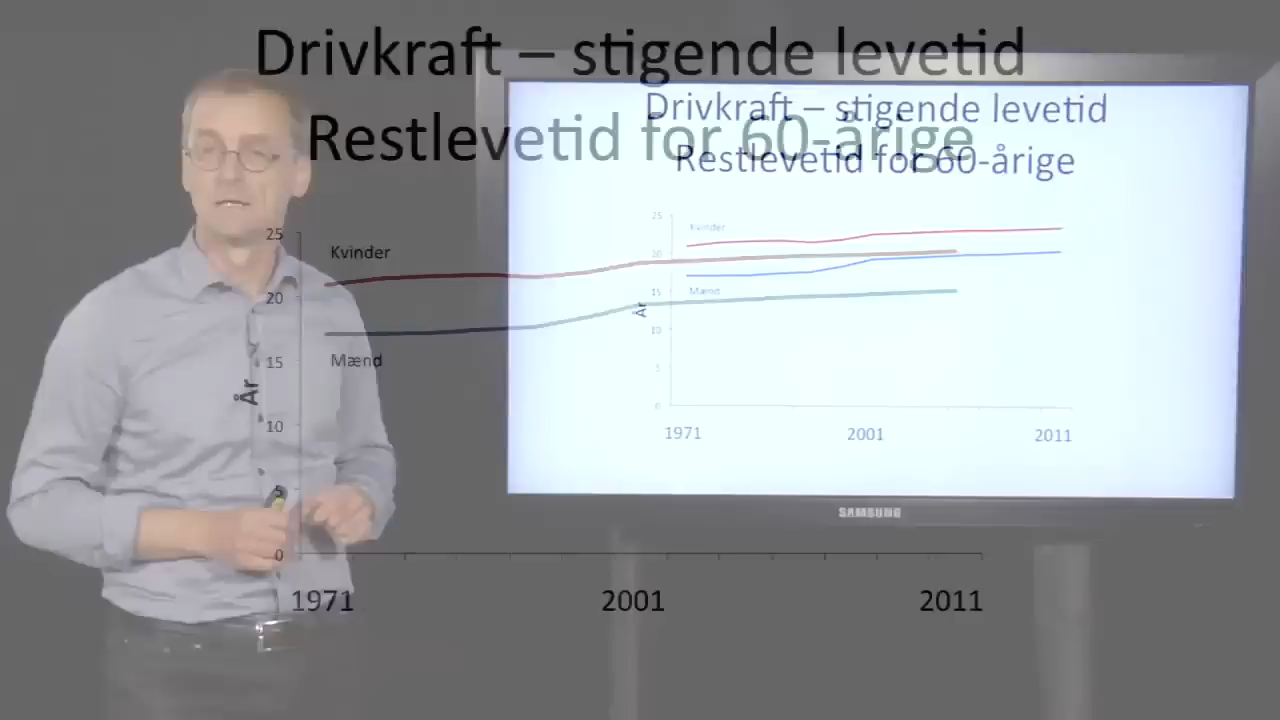 Drivkraft – stigende levetid
Restlevetid for 60-årige
25
Kvinder
20
15
Mænd
År
10
5
0
1971
2001
2011
Drivkraft – stigende levetid
Restlevetid for 60-årige
25
Kvinder
20
15
Mænd
År
10
5
0
1971
2001
2011
SAMSUNG